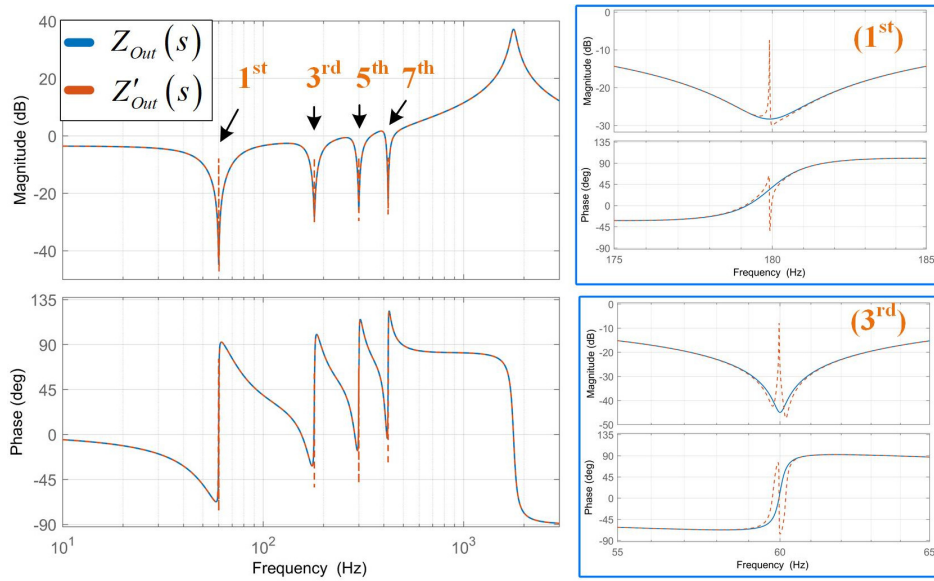 Z_Out (s)
Z'_Out (s)
1st
3rd
5th
7th
40
20
0
-20
-40
Magnitude (dB)
135
90
45
0
-45
-90
Phase (deg)
10^1
10^2
10^3
Frequency (Hz)
(1st)
0
-10
-20
-30
Magnitude (dB)
135
45
0
-45
-90
Phase (deg)
175
180
185
Frequency (Hz)
(3rd)
0
-10
-20
-30
-40
-50
Magnitude (dB)
135
90
45
0
-45
-90
Phase (deg)
55
60
65
Frequency (Hz)